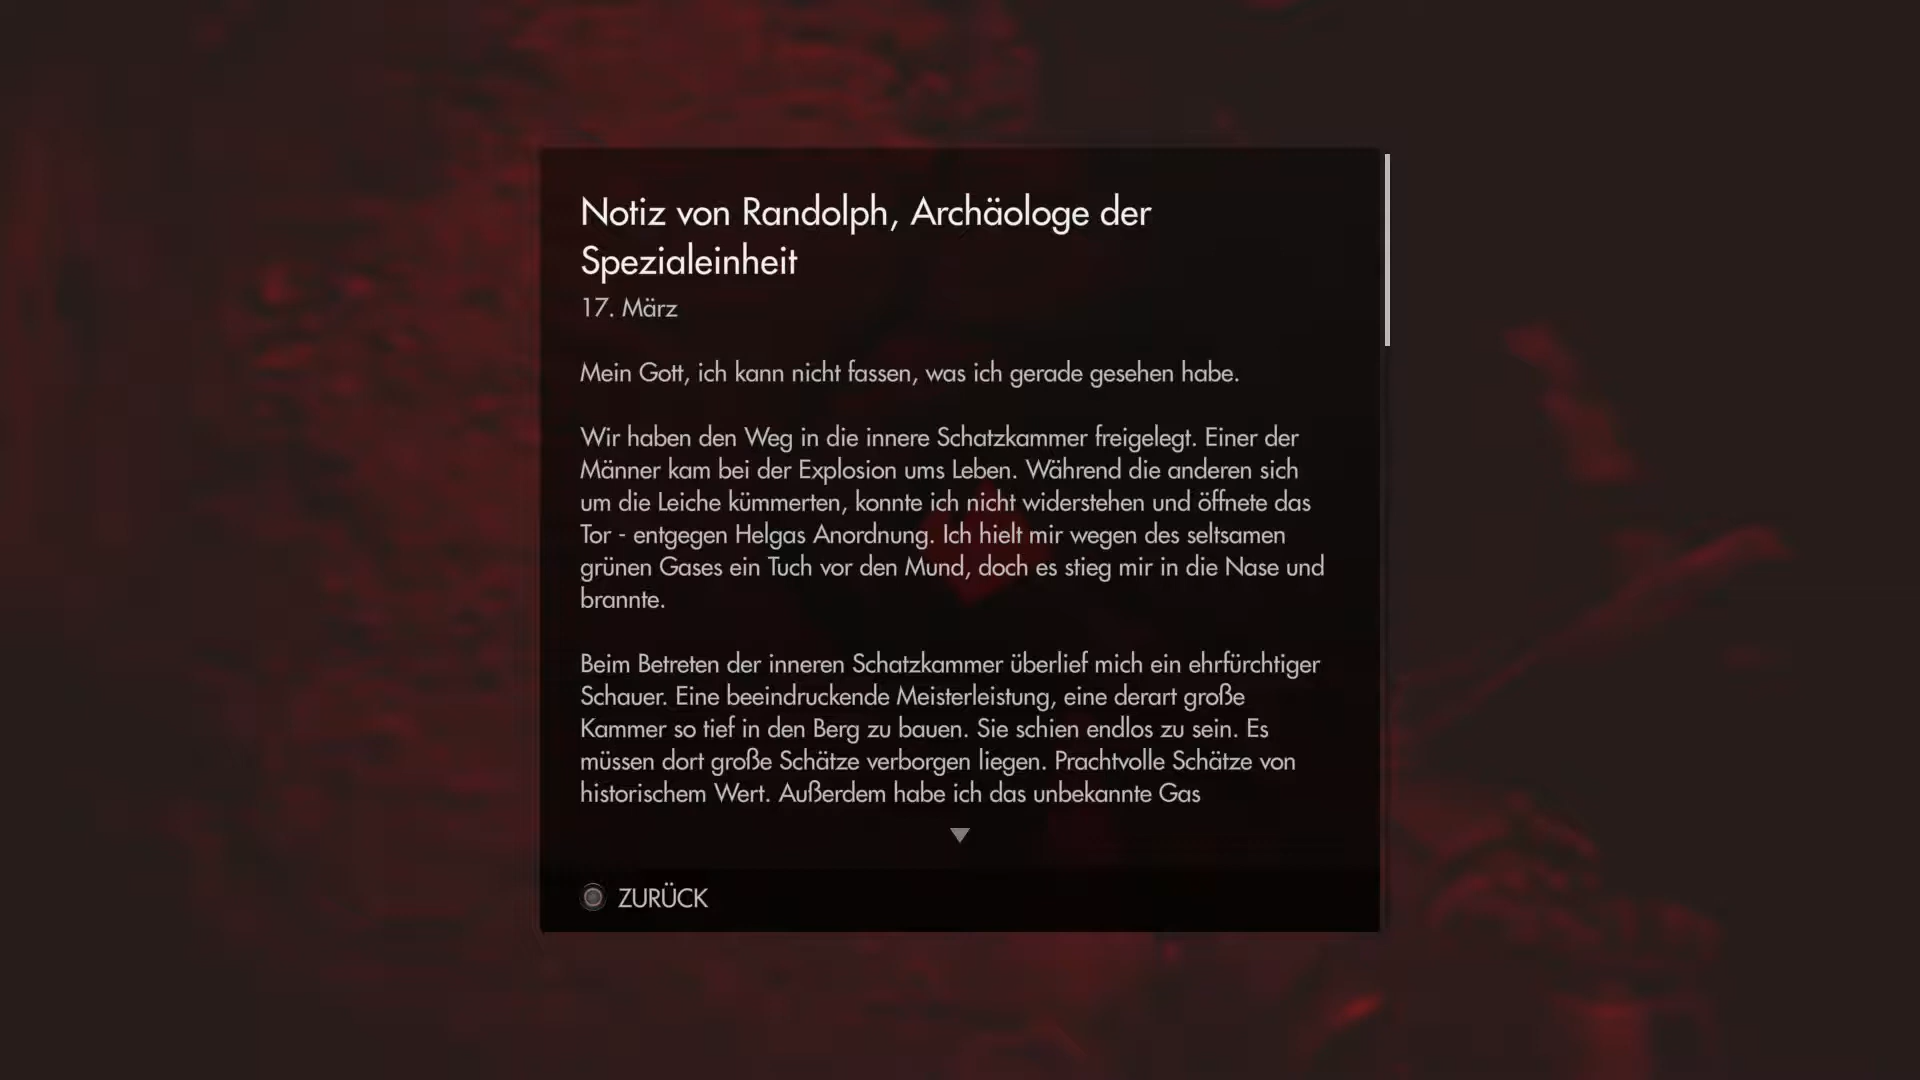 Notiz von Randolph, Archäologe der
Spezialeinheit
17. März
Mein Gott, ich kann nicht fassen, was ich gerade gesehen habe.
Wir haben den Weg in die innere Schatzkammer freigelegt. Einer der
Männer kam bei der Explosion ums Leben. Während die anderen sich
um die Leiche kümmerten, konnte ich nicht widerstehen und öffnete das
Tor - entgegen Helgas Anordnung. Ich hielt mir wegen des seltsamen
grünen Gases ein Tuch vor den Mund, doch es stieg mir in die Nase und
brannte.
Beim Betreten der inneren Schatzkammer überlief mich ein ehrfürchtiger
Schauer. Eine beeindruckende Meisterleistung, eine derart große
Kammer so tief in den Berg zu bauen. Sie schien endlos zu sein. Es
müssen dort große Schätze verborgen liegen. Prachtvolle Schätze von
historischem Wert. Außerdem habe ich das unbekannte Gas
ZURÜCK